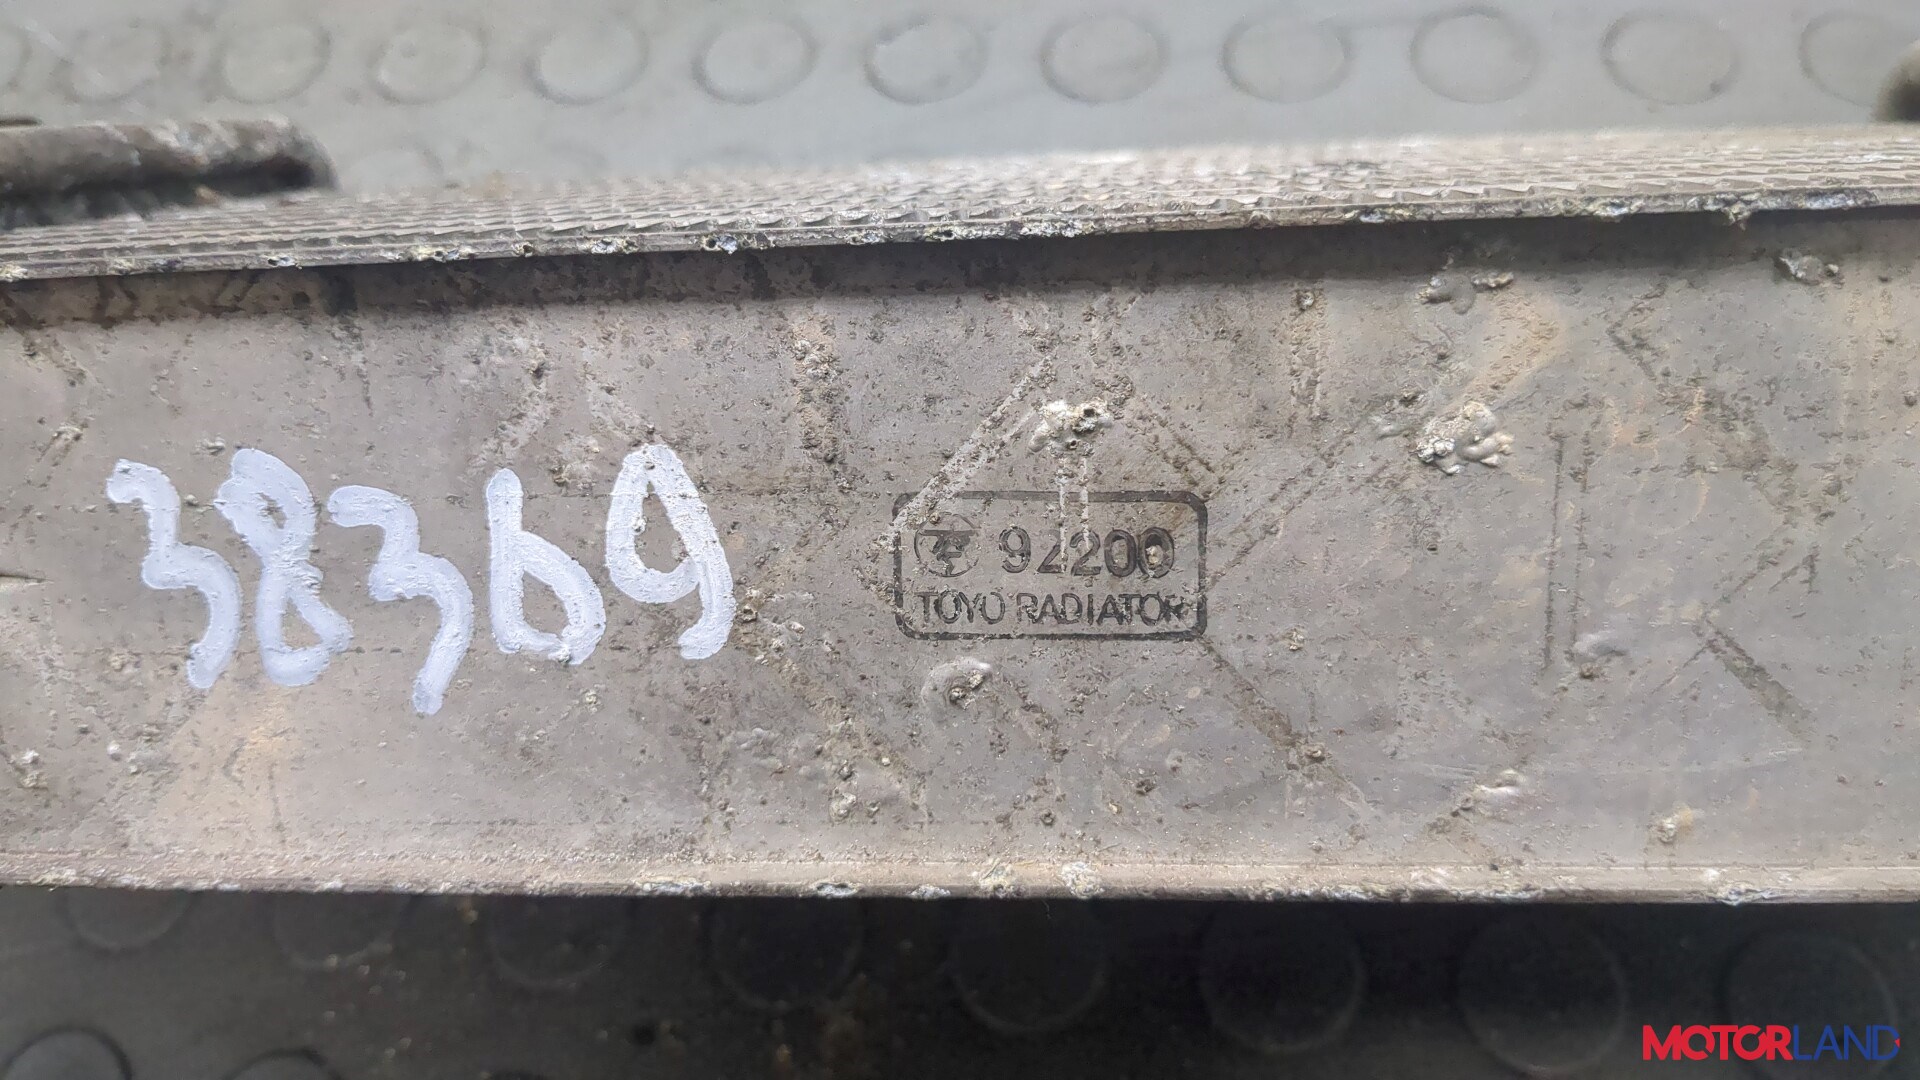 38369
92200
TOYO RADIATOR
MOTORLAND